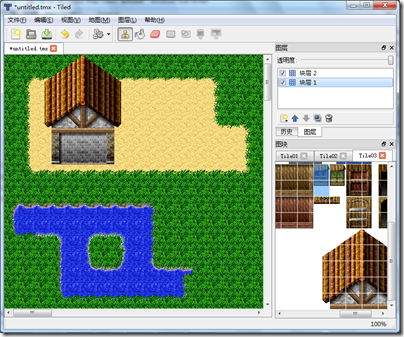 *untitled.tmx - Tiled
文件(F) 编辑(E) 视图(V) 地图(M) 图层(L) 帮助(H)
*untitled.tmx
图层
透明度:
块层 2
块层 1
历史 图层
图块
Tile01 Tile02 Tile03
100%